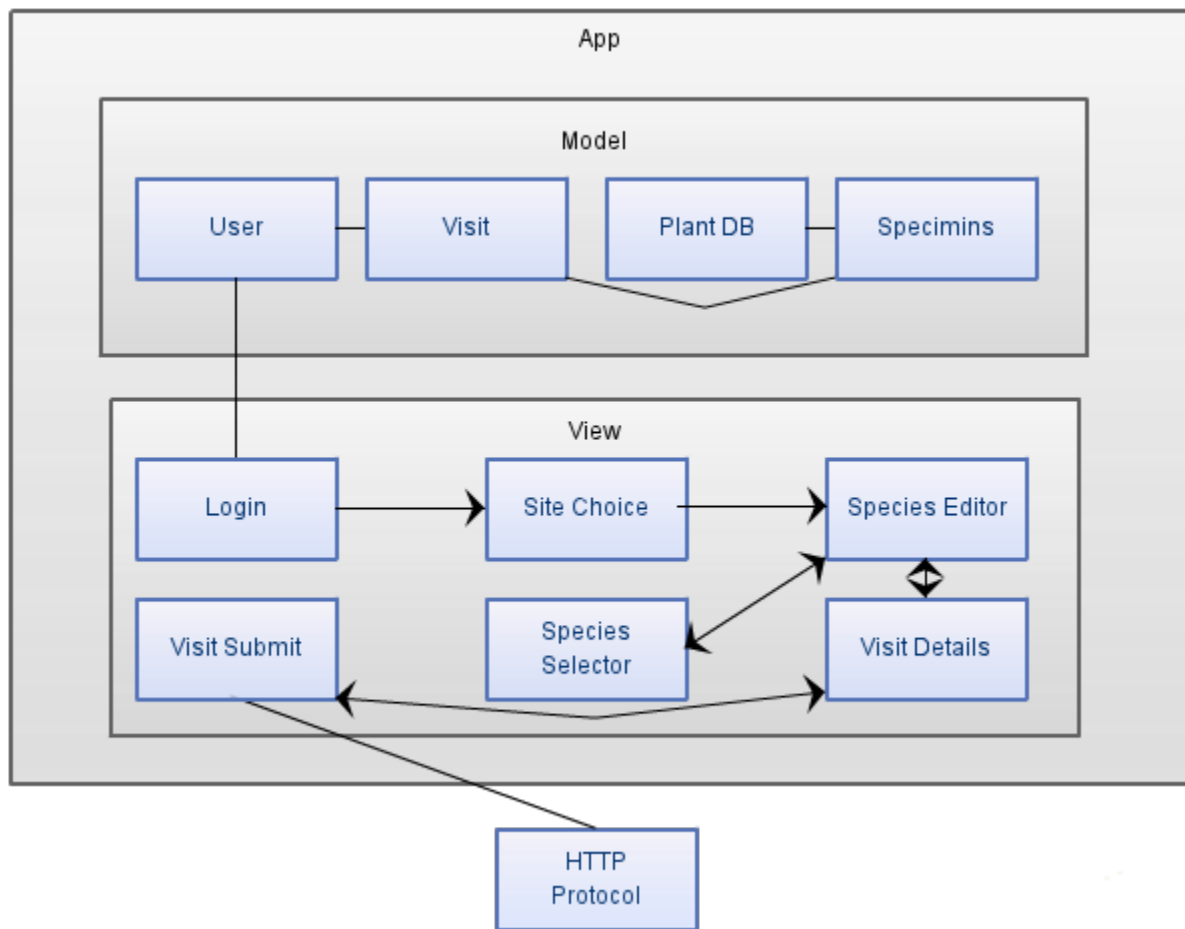 App
Model
User
Visit
Plant DB
Specimins
View
Login
Site Choice
Species Editor
Visit Submit
Species
Selector
Visit Details
HTTP
Protocol